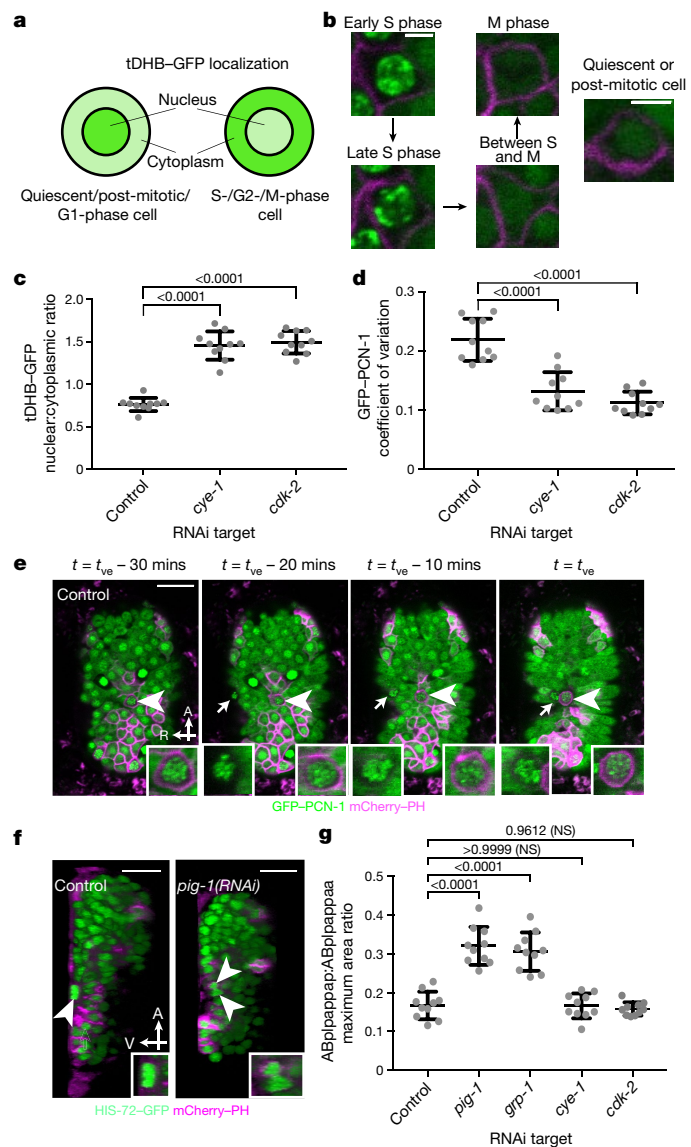 a
tDHB–GFP localization
Nucleus
Cytoplasm
Quiescent/post-mitotic/
G1-phase cell
S-/G2-/M-phase
cell
b
Early S phase
M phase
Quiescent or
post-mitotic cell
Late S phase
Between S
and M
c
<0.0001
<0.0001
tDHB–GFP
nuclear:cytoplasmic ratio
2.0
1.5
1.0
0.5
0
Control
cye-1
cdk-2
RNAi target
d
<0.0001
<0.0001
GFP–PCN-1
coefficient of variation
0.3
0.2
0.1
0
Control
cye-1
cdk-2
RNAi target
e
t = tve – 30 mins
t = tve – 20 mins
t = tve – 10 mins
t = tve
Control
A
R
GFP–PCN-1 mCherry–PH
f
Control
pig-1(RNAi)
A
V
HIS-72–GFP mCherry–PH
g
0.9612 (NS)
>0.9999 (NS)
<0.0001
<0.0001
ABplpappap:ABplpappaa
maximum area ratio
0.5
0.4
0.3
0.2
0.1
0
Control
pig-1
grp-1
cye-1
cdk-2
RNAi target